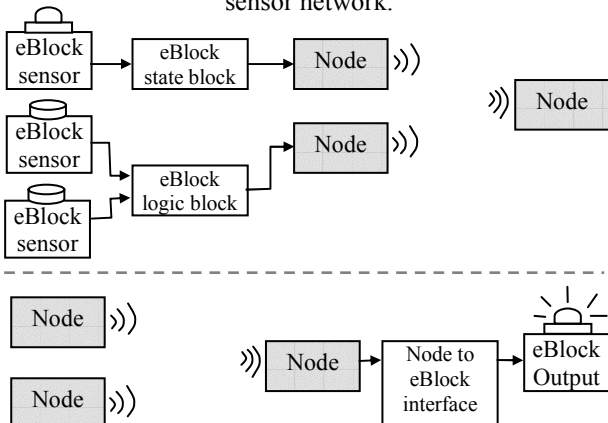 sensor network.
eBlock
sensor
eBlock
state block
Node
Node
eBlock
sensor
Node
eBlock
logic block
eBlock
sensor
Node
Node
Node
Node to
eBlock
interface
eBlock
Output
Node